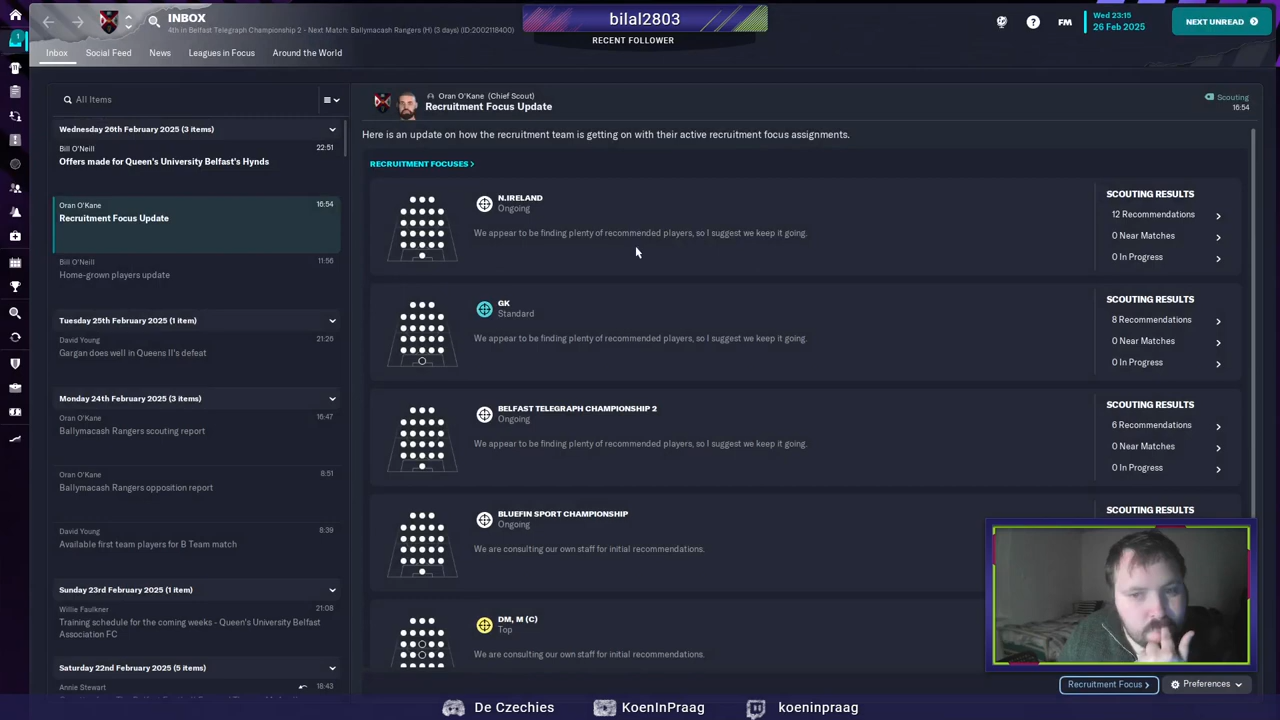 INBOX
4th in Belfast Telegraph Championship 2 - Next Match: Ballymacash Rangers (H) (3 days) (ID:2002118400)
bilal2803
RECENT FOLLOWER
FM
Wed 23:15
26 Feb 2025
NEXT UNREAD
1
Inbox
Social Feed
News
Leagues in Focus
Around the World
All Items
Wednesday 26th February 2025 (3 items)
Bill O'Neill
22:51
Offers made for Queen's University Belfast's Hynds
Oran O'Kane
16:54
Recruitment Focus Update
Bill O'Neill
11:56
Home-grown players update
Tuesday 25th February 2025 (1 item)
David Young
21:26
Gargan does well in Queens II's defeat
Monday 24th February 2025 (3 items)
Oran O'Kane
16:47
Ballymacash Rangers scouting report
Oran O'Kane
8:51
Ballymacash Rangers opposition report
David Young
8:39
Available first team players for B Team match
Sunday 23rd February 2025 (1 item)
Willie Faulkner
21:08
Training schedule for the coming weeks - Queen's University Belfast
Association FC
Saturday 22nd February 2025 (5 items)
Annie Stewart
18:43
Oran O'Kane (Chief Scout)
Recruitment Focus Update
Scouting
16:54
Here is an update on how the recruitment team is getting on with their active recruitment focus assignments.
RECRUITMENT FOCUSES >
N.IRELAND
Ongoing
We appear to be finding plenty of recommended players, so I suggest we keep it going.
SCOUTING RESULTS
12 Recommendations
0 Near Matches
0 In Progress
GK
Standard
We appear to be finding plenty of recommended players, so I suggest we keep it going.
SCOUTING RESULTS
8 Recommendations
0 Near Matches
0 In Progress
BELFAST TELEGRAPH CHAMPIONSHIP 2
Ongoing
We appear to be finding plenty of recommended players, so I suggest we keep it going.
SCOUTING RESULTS
6 Recommendations
0 Near Matches
0 In Progress
BLUEFIN SPORT CHAMPIONSHIP
Ongoing
We are consulting our own staff for initial recommendations.
SCOUTING RESULTS
DM, M (C)
Top
We are consulting our own staff for initial recommendations.
Recruitment Focus >
Preferences
De Czechies
KoenInPraag
koeninpraag